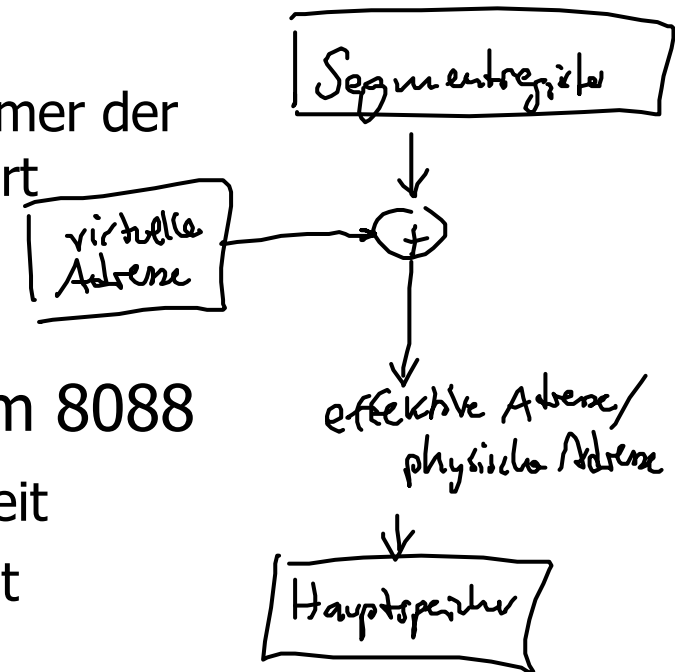 Segmentregister
mer der
rt
virtuelle
Adresse
+
m 8088
effektive Adresse/
physische Adresse
eit
t
Hauptspeicher